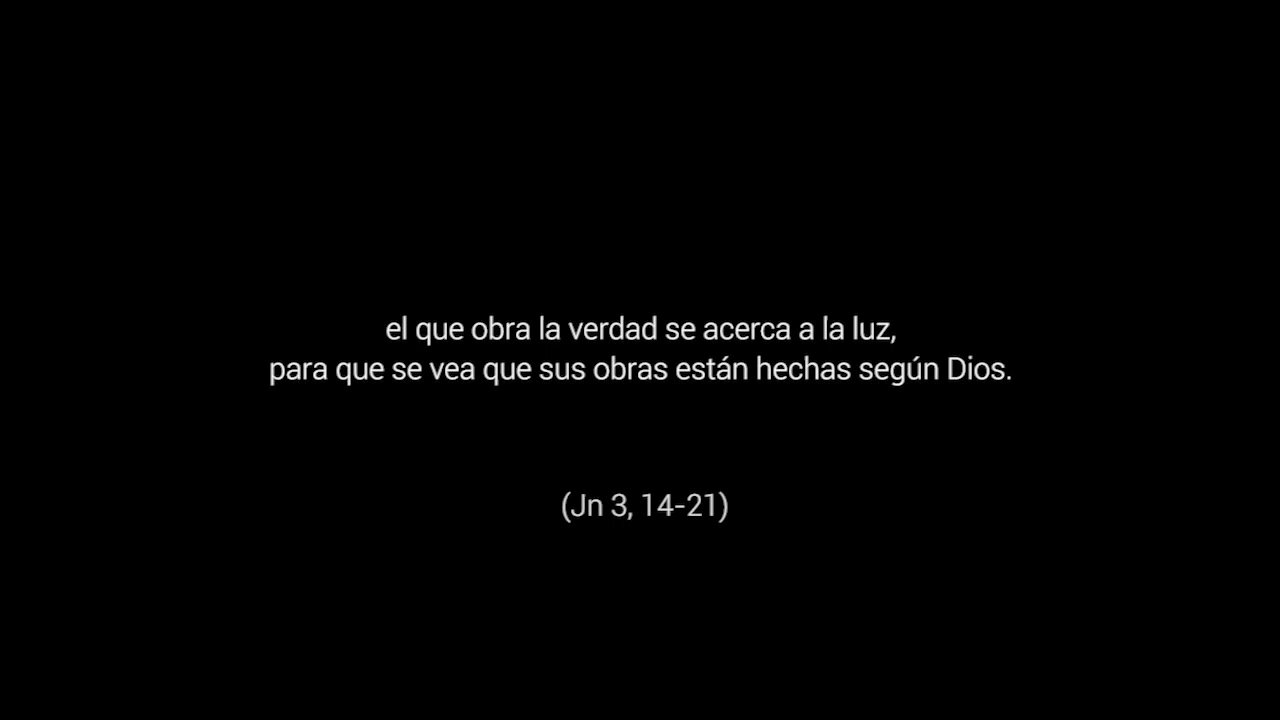 el que obra la verdad se acerca a la luz,
para que se vea que sus obras están hechas según Dios.
(Jn 3, 14-21)